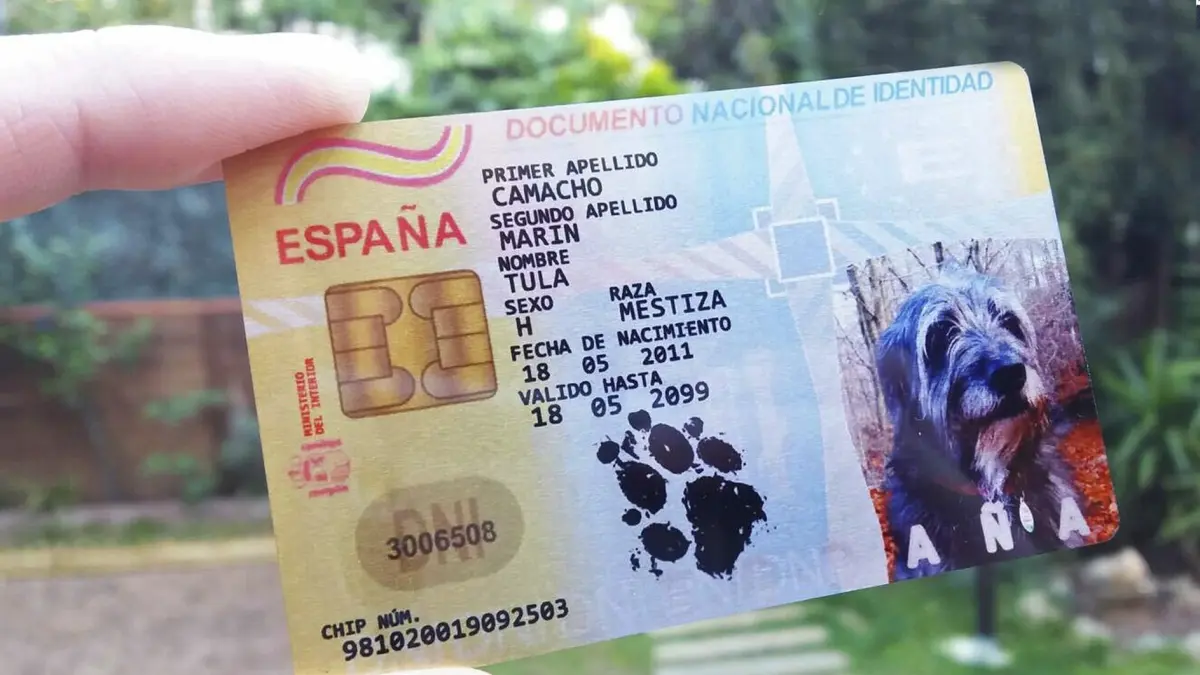 DOCUMENTO NACIONAL DE IDENTIDAD
ESPAÑA
PRIMER APELLIDO
CAMACHO
SEGUNDO APELLIDO
MARIN
NOMBRE
TULA
SEXO RAZA
H MESTIZA
FECHA DE NACIMIENTO
18 05 2011
VALIDO HASTA
18 05 2099
MINISTERIO
DEL INTERIOR
DNI
3006508
CHIP NÚM.
981020019092503
A Ñ A